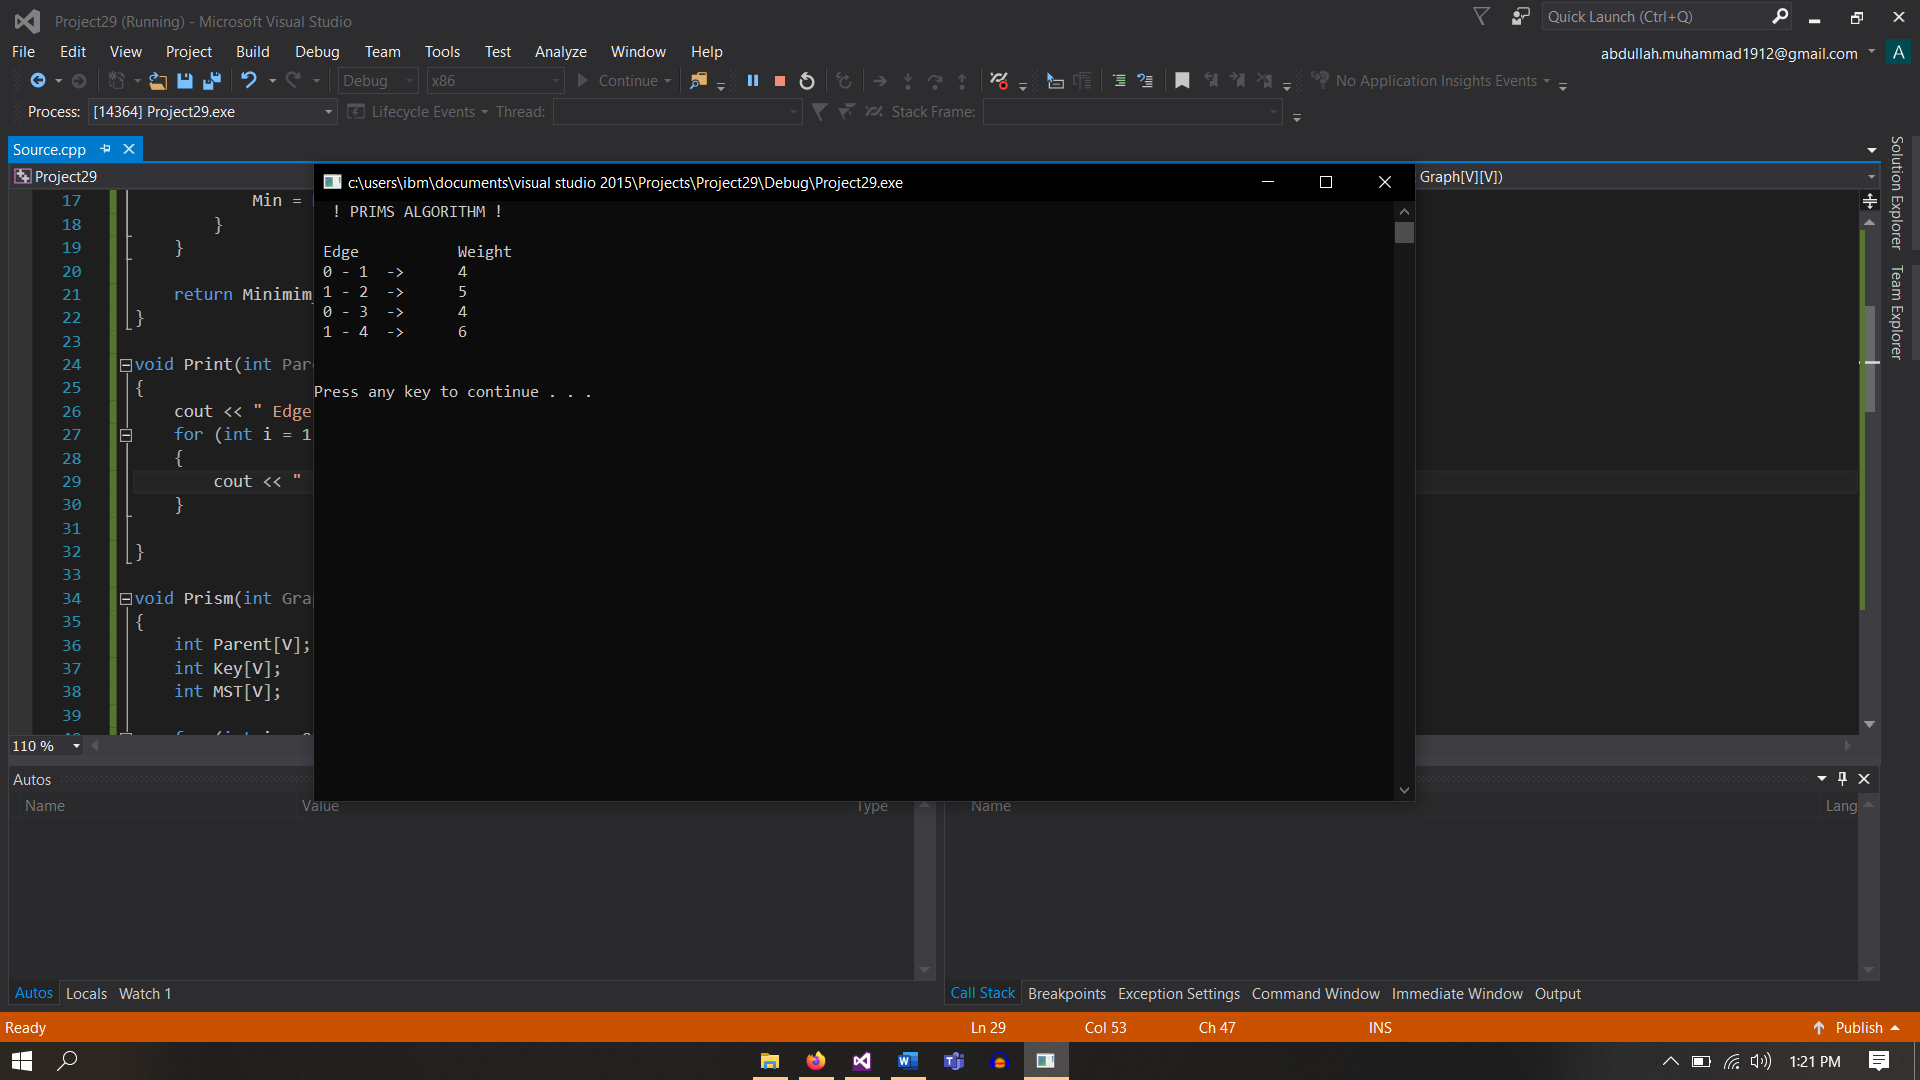 Project29 (Running) - Microsoft Visual Studio
Quick Launch (Ctrl+Q)
File Edit View Project Build Debug Team Tools Test Analyze Window Help
abdullah.muhammad1912@gmail.com A
Debug x86 Continue No Application Insights Events
Process: [14364] Project29.exe Lifecycle Events Thread: Stack Frame:
Source.cpp
Project29
Graph[V][V])
c:\users\ibm\documents\visual studio 2015\Projects\Project29\Debug\Project29.exe
! PRIMS ALGORITHM !
Edge Weight
0 - 1 -> 4
1 - 2 -> 5
0 - 3 -> 4
1 - 4 -> 6
Press any key to continue . . .
17 Min =
18 }
19 }
20
21 return Minimim
22 }
23
24 void Print(int Par
25 {
26 cout << " Edge
27 for (int i = 1
28 {
29 cout << "
30 }
31
32 }
33
34 void Prism(int Gra
35 {
36 int Parent[V];
37 int Key[V];
38 int MST[V];
39
110 %
Solution Explorer
Team Explorer
Autos
Name Value Type
Name Lang
Autos Locals Watch 1
Call Stack Breakpoints Exception Settings Command Window Immediate Window Output
Ready Ln 29 Col 53 Ch 47 INS Publish
1:21 PM